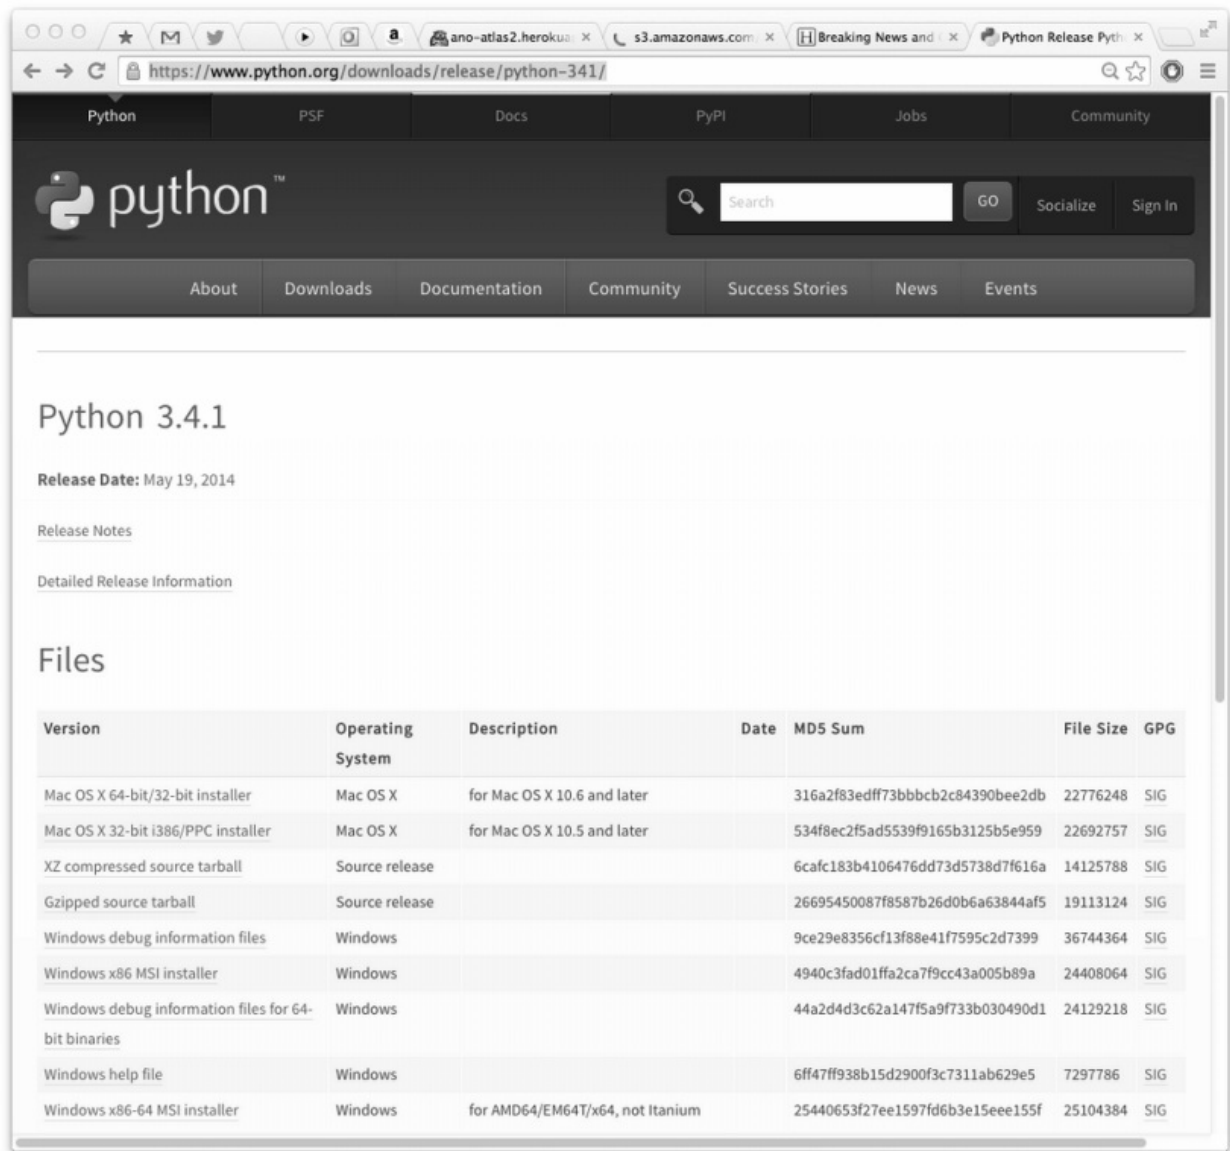 a ano-atlas2.herokua × s3.amazonaws.com/ × H Breaking News and × Python Release Pyth ×
https://www.python.org/downloads/release/python-341/
Python PSF Docs PyPI Jobs Community
python™ Search GO Socialize Sign In
About Downloads Documentation Community Success Stories News Events
Python 3.4.1
Release Date: May 19, 2014
Release Notes
Detailed Release Information
Files
Version Operating System Description Date MD5 Sum File Size GPG
Mac OS X 64-bit/32-bit installer Mac OS X for Mac OS X 10.6 and later 316a2f83edff73bbbcb2c84390bee2db 22776248 SIG
Mac OS X 32-bit i386/PPC installer Mac OS X for Mac OS X 10.5 and later 534f8ec2f5ad5539f9165b3125b5e959 22692757 SIG
XZ compressed source tarball Source release 6cafc183b4106476dd73d5738d7f616a 14125788 SIG
Gzipped source tarball Source release 26695450087f8587b26d0b6a63844af5 19113124 SIG
Windows debug information files Windows 9ce29e8356cf13f88e41f7595c2d7399 36744364 SIG
Windows x86 MSI installer Windows 4940c3fad01ffa2ca7f9cc43a005b89a 24408064 SIG
Windows debug information files for 64- Windows 44a2d4d3c62a147f5a9f733b030490d1 24129218 SIG
bit binaries
Windows help file Windows 6ff47ff938b15d2900f3c7311ab629e5 7297786 SIG
Windows x86-64 MSI installer Windows for AMD64/EM64T/x64, not Itanium 25440653f27ee1597fd6b3e15eee155f 25104384 SIG